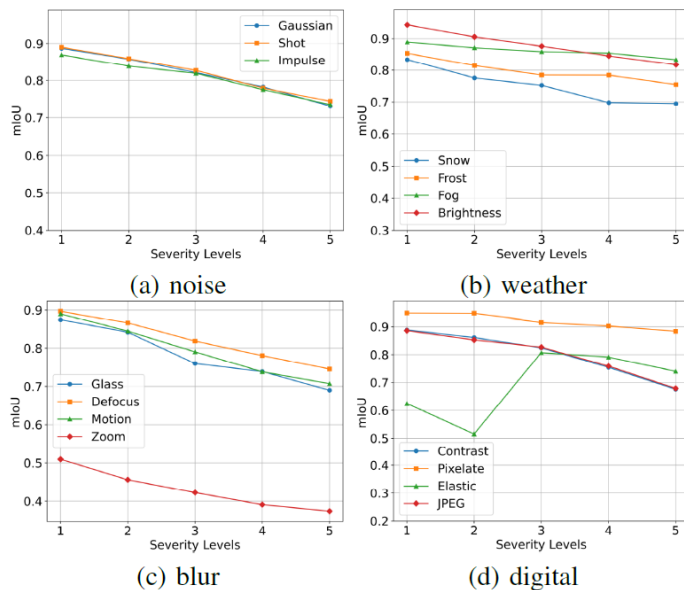 mIoU
0.9
0.8
0.7
0.6
0.5
0.4
Gaussian
Shot
Impulse
1 2 3 4 5
Severity Levels
(a) noise
mIoU
0.9
0.8
0.7
0.6
0.5
0.4
0.3
Snow
Frost
Fog
Brightness
1 2 3 4 5
Severity Levels
(b) weather
mIoU
0.9
0.8
0.7
0.6
0.5
0.4
Glass
Defocus
Motion
Zoom
1 2 3 4 5
Severity Levels
(c) blur
mIoU
0.9
0.8
0.7
0.6
0.5
0.4
0.3
0.2
Contrast
Pixelate
Elastic
JPEG
1 2 3 4 5
Severity Levels
(d) digital